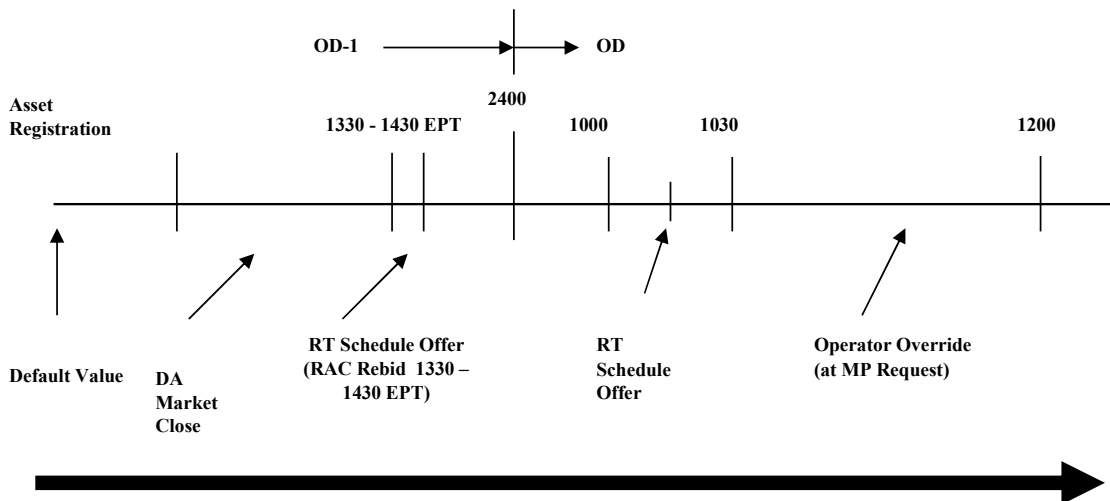 OD-1
OD
2400
Asset
Registration
1330 - 1430 EPT
1000
1030
1200
Default Value
DA
Market
Close
RT Schedule Offer
(RAC Rebid 1330 –
1430 EPT)
RT
Schedule
Offer
Operator Override
(at MP Request)